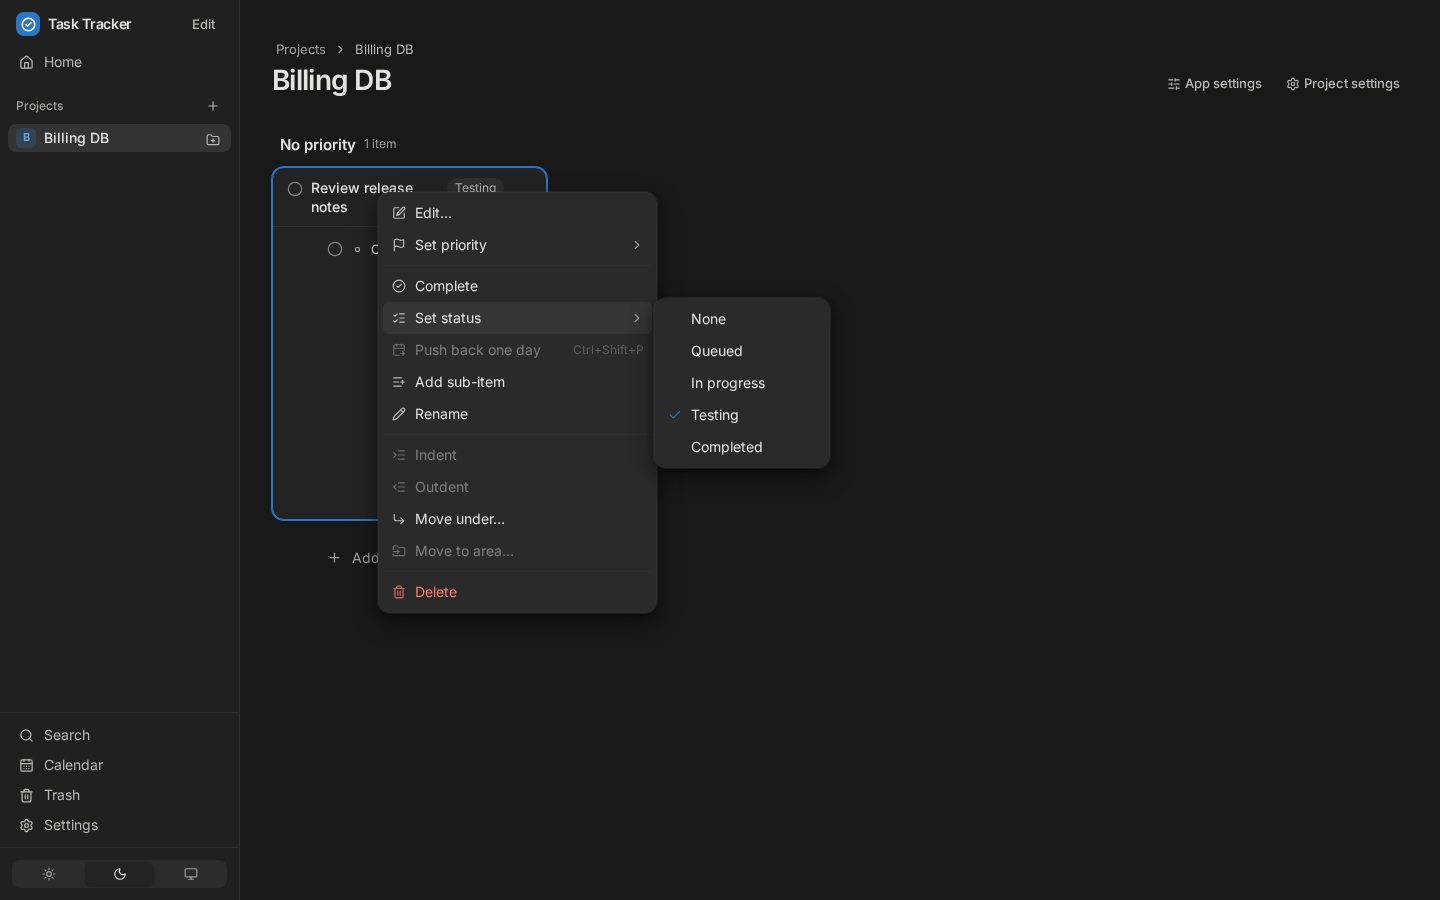 Task Tracker
Edit
Home
Projects
B
Billing DB
Search
Calendar
Trash
Settings
Projects
Billing DB
Billing DB
App settings
Project settings
No priority
1 item
Review release
notes
Testing
Add
Edit...
Set priority
Complete
Set status
Push back one day
Ctrl+Shift+P
Add sub-item
Rename
Indent
Outdent
Move under...
Move to area...
Delete
None
Queued
In progress
Testing
Completed